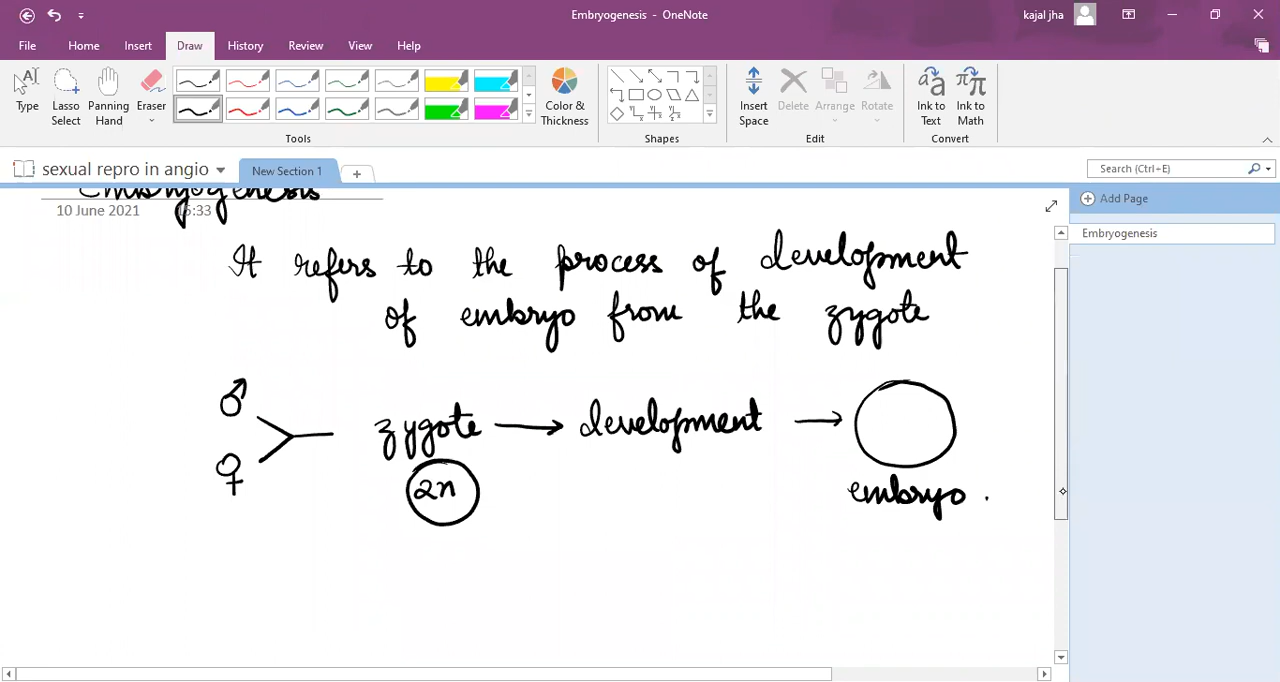 Embryogenesis - OneNote
kajal jha
File Home Insert Draw History Review View Help
Type
Lasso Select
Panning Hand
Eraser
Color & Thickness
Insert Space
Delete
Arrange
Rotate
Ink to Text
Ink to Math
Tools
Shapes
Edit
Convert
sexual repro in angio
New Section 1
Search (Ctrl+E)
Add Page
Embryogenesis
Embryogenesis
10 June 2021 15:33
It refers to the process of development
of embryo from the zygote
♂
♀
zygote → development →
2n
embryo .